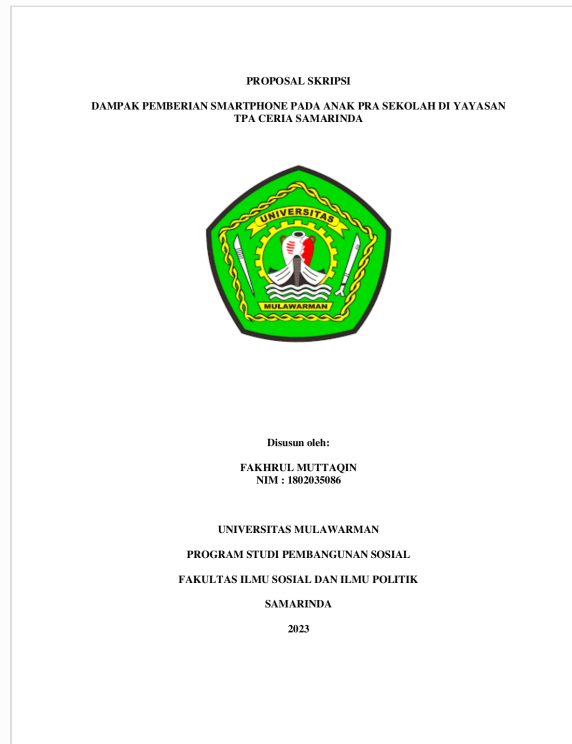 PROPOSAL SKRIPSI
DAMPAK PEMBERIAN SMARTPHONE PADA ANAK PRA SEKOLAH DI YAYASAN
TPA CERIA SAMARINDA
UNIVERSITAS
MULAWARMAN
Disusun oleh:
FAKHRUL MUTTAQIN
NIM : 1802035086
UNIVERSITAS MULAWARMAN
PROGRAM STUDI PEMBANGUNAN SOSIAL
FAKULTAS ILMU SOSIAL DAN ILMU POLITIK
SAMARINDA
2023